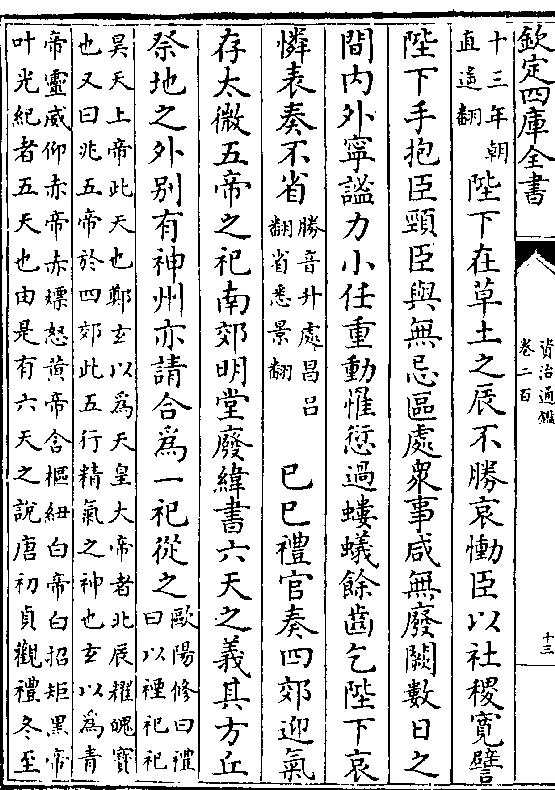 欽定四庫全書
資治通鑑
卷二百
十三
十三年朝
直遙翻
陛下在草土之辰不勝哀慟臣以社稷寬譬
陛下手抱臣頸臣與無忌區處衆事咸無廢闕數日之
間內外寧謐力小任重動罹愆過螻蟻餘齒乞陛下哀
憐表奏不省
勝音升處昌呂
翻省悉景翻
己巳禮官奏四郊迎氣
存太微五帝之祀南郊明堂廢緯書六天之義其方丘
祭地之外别有神州亦請合爲一祀從之
歐陽修曰禮
曰以禋祀祀
昊天上帝此天也鄭玄以爲天皇大帝者北辰耀魄寶
也又曰兆五帝於四郊此五行精氣之神也玄以爲青
帝靈威仰赤帝赤熛怒黄帝含樞紐白帝白招矩黑帝
叶光紀者五天也由是有六天之說唐初貞觀禮冬至